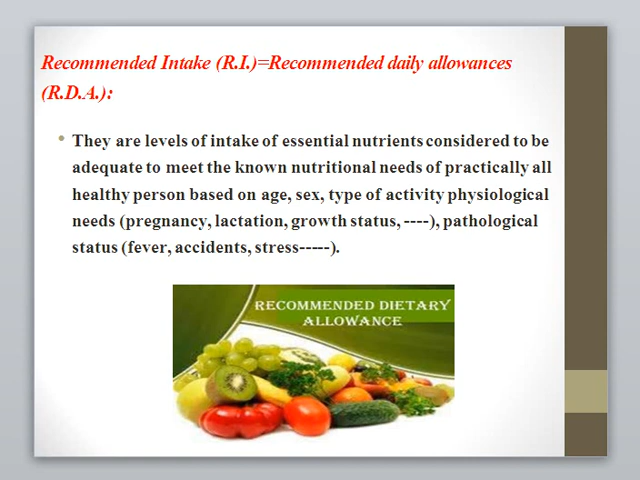 Recommended Intake (R.I.)=Recommended daily allowances
(R.D.A.):
• They are levels of intake of essential nutrients considered to be
adequate to meet the known nutritional needs of practically all
healthy person based on age, sex, type of activity physiological
needs (pregnancy, lactation, growth status, ----), pathological
status (fever, accidents, stress-----).
RECOMMENDED DIETARY
ALLOWANCE